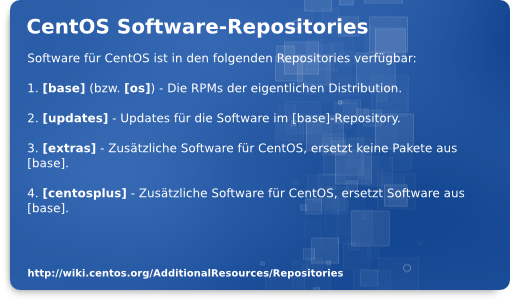 CentOS Software-Repositories
Software für CentOS ist in den folgenden Repositories verfügbar:
1. [base] (bzw. [os]) - Die RPMs der eigentlichen Distribution.
2. [updates] - Updates für die Software im [base]-Repository.
3. [extras] - Zusätzliche Software für CentOS, ersetzt keine Pakete aus
[base].
4. [centosplus] - Zusätzliche Software für CentOS, ersetzt Software aus
[base].
http://wiki.centos.org/AdditionalResources/Repositories